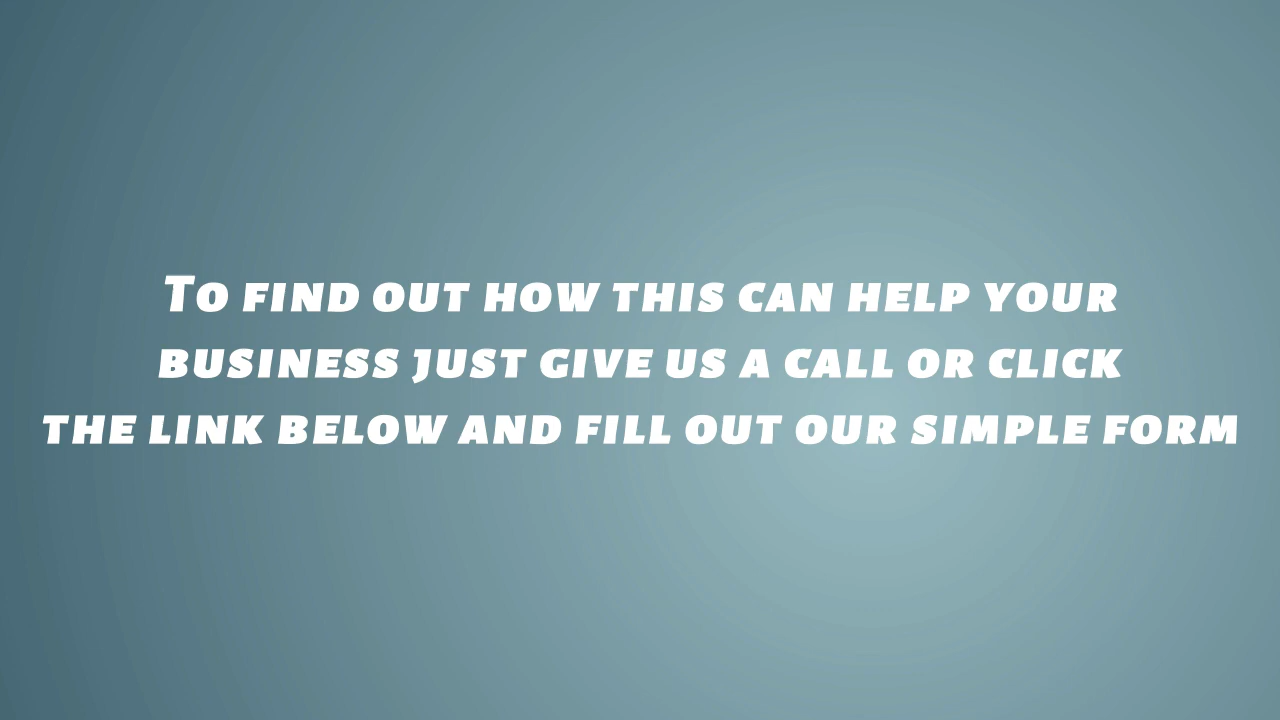 To find out how this can help your
business just give us a call or click
the link below and fill out our simple form